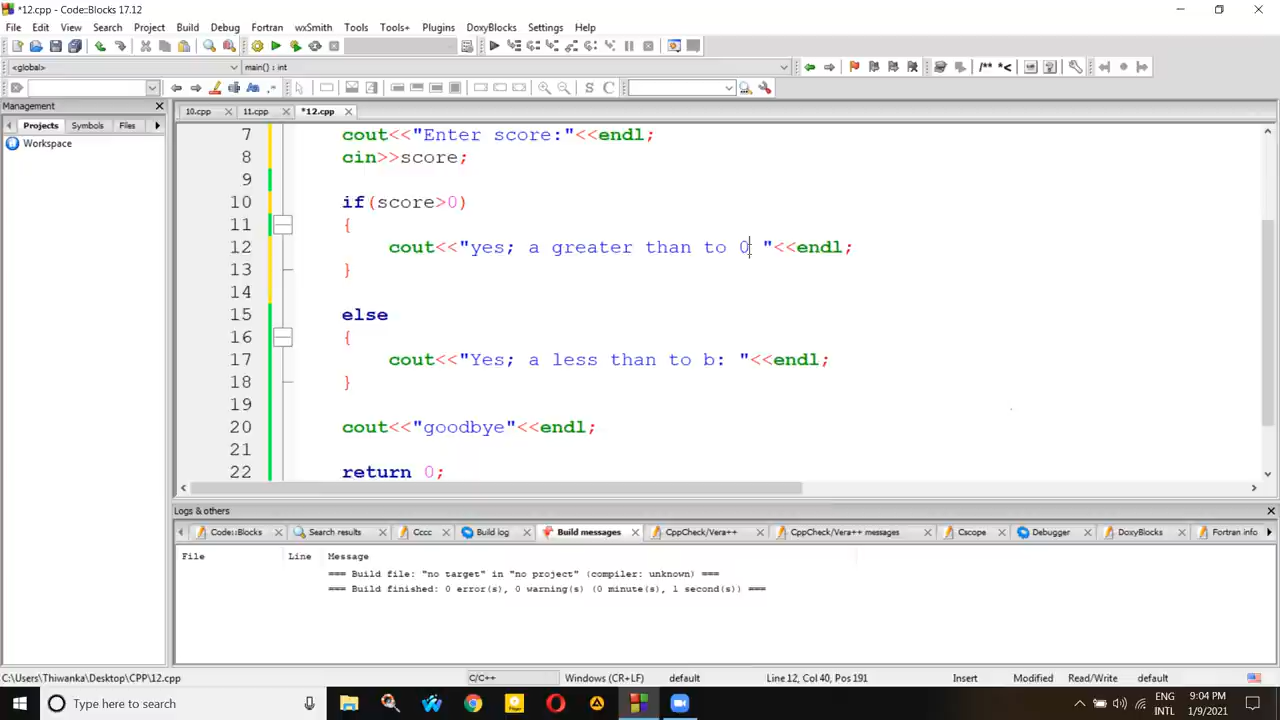 *12.cpp - Code::Blocks 17.12
File Edit View Search Project Build Debug Fortran wxSmith Tools Tools+ Plugins DoxyBlocks Settings Help
<global> main() : int
/** *<
S C
Management
Projects Symbols Files
Workspace
10.cpp 11.cpp *12.cpp
7 cout<<"Enter score:"<<endl;
8 cin>>score;
9
10 if(score>0)
11 {
12 cout<<"yes; a greater than to 0 "<<endl;
13 }
14
15 else
16 {
17 cout<<"Yes; a less than to b: "<<endl;
18 }
19
20 cout<<"goodbye"<<endl;
21
22 return 0;
Logs & others
Code::Blocks Search results Cccc Build log Build messages CppCheck/Vera++ CppCheck/Vera++ messages Cscope Debugger DoxyBlocks Fortran info
File Line Message
=== Build file: "no target" in "no project" (compiler: unknown) ===
=== Build finished: 0 error(s), 0 warning(s) (0 minute(s), 1 second(s)) ===
C:\Users\Thiwanka\Desktop\CPP\12.cpp C/C++ Windows (CR+LF) default Line 12, Col 40, Pos 191 Insert Modified Read/Write default
Type here to search
ENG
INTL
9:04 PM
1/9/2021